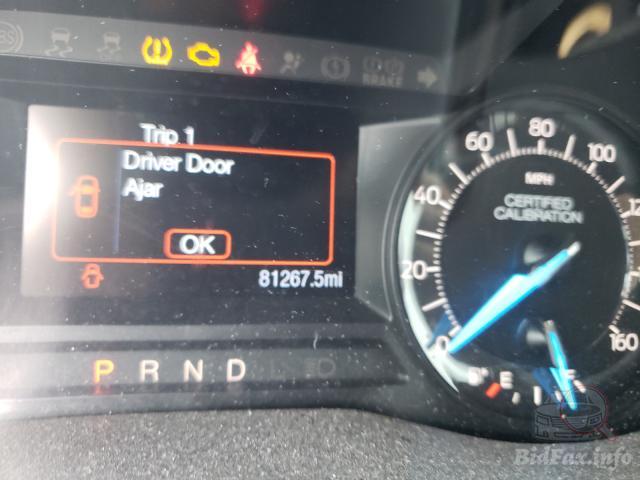 BRAKE
Trip 1
Driver Door
Ajar
OK
81267.5mi
P R N D L
0 20 40 60 80 100 160
MPH
CERTIFIED
CALIBRATION
E F
BidFax.info